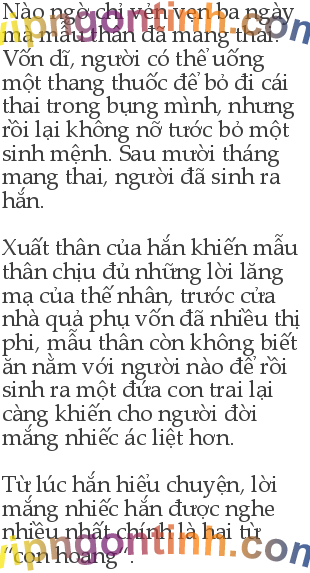 Nào ngờ chỉ vẻn vẹn ba ngày
mà mẫu thân đã mang thai.
Vốn dĩ, người có thể uống
một thang thuốc để bỏ đi cái
thai trong bụng mình, nhưng
rồi lại không nỡ tước bỏ một
sinh mệnh. Sau mười tháng
mang thai, người đã sinh ra
hắn.
Xuất thân của hắn khiến mẫu
thân chịu đủ những lời lăng
mạ của thế nhân, trước cửa
nhà quả phụ vốn đã nhiều thị
phi, mẫu thân còn không biết
ăn nằm với người nào để rồi
sinh ra một đứa con trai lại
càng khiến cho người đời
mắng nhiếc ác liệt hơn.
Từ lúc hắn hiểu chuyện, lời
mắng nhiếc hắn được nghe
nhiều nhất chính là hai từ
“con hoang”.
vipngontinh.com
vipngontinh.com